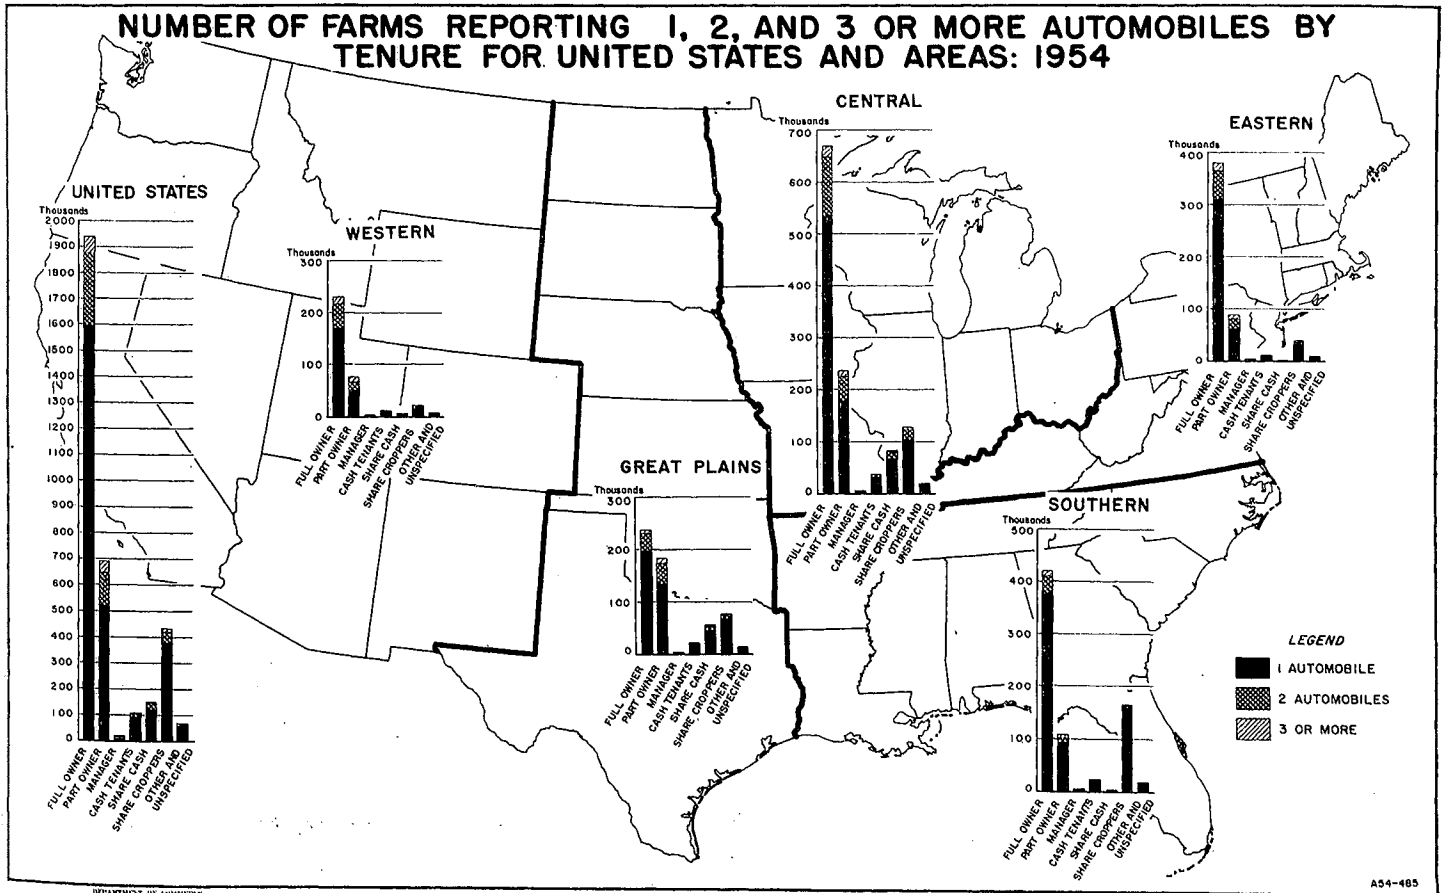 NUMBER OF FARMS REPORTING 1, 2, AND 3 OR MORE AUTOMOBILES BY
TENURE FOR UNITED STATES AND AREAS: 1954
UNITED STATES
Thousands
2000
1900
1800
1700
1600
1500
1400
1300
1200
1100
1000
900
800
700
600
500
400
300
200
100
0
FULL OWNER
PART OWNER
MANAGER
CASH TENANTS
SHARE CASH
SHARE CROPPERS
OTHER AND
UNSPECIFIED
WESTERN
Thousands
300
200
100
0
FULL OWNER
PART OWNER
MANAGER
CASH TENANTS
SHARE CASH
SHARE CROPPERS
OTHER AND
UNSPECIFIED
GREAT PLAINS
Thousands
300
200
100
0
FULL OWNER
PART OWNER
MANAGER
CASH TENANTS
SHARE CASH
SHARE CROPPERS
OTHER AND
UNSPECIFIED
CENTRAL
Thousands
700
600
500
400
300
200
100
0
FULL OWNER
PART OWNER
MANAGER
CASH TENANTS
SHARE CASH
SHARE CROPPERS
OTHER AND
UNSPECIFIED
EASTERN
Thousands
400
300
200
100
0
FULL OWNER
PART OWNER
MANAGER
CASH TENANTS
SHARE CASH
SHARE CROPPERS
OTHER AND
UNSPECIFIED
SOUTHERN
Thousands
500
400
300
200
100
0
FULL OWNER
PART OWNER
MANAGER
CASH TENANTS
SHARE CASH
SHARE CROPPERS
OTHER AND
UNSPECIFIED
LEGEND
1 AUTOMOBILE
2 AUTOMOBILES
3 OR MORE
A54-485